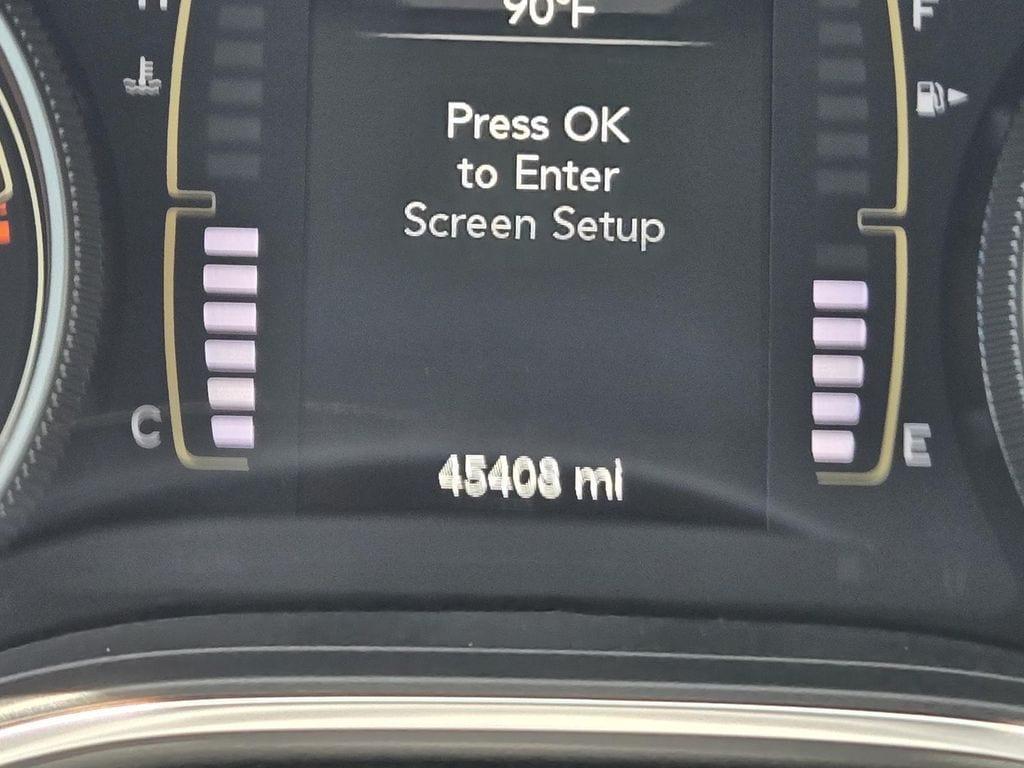 90°F
H
F
Press OK
to Enter
Screen Setup
C
E
45408 mi